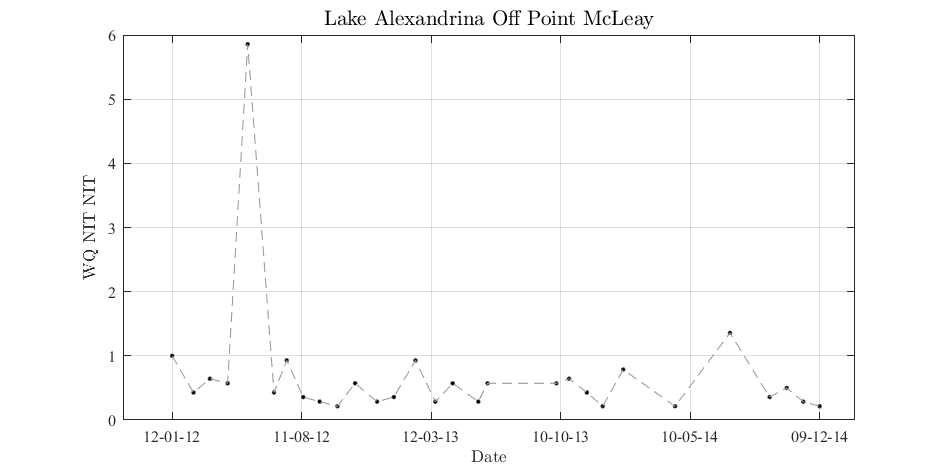 Lake Alexandrina Off Point McLeay
6
5
4
3
2
1
0
WQ NIT NIT
12-01-12 11-08-12 12-03-13 10-10-13 10-05-14 09-12-14
Date